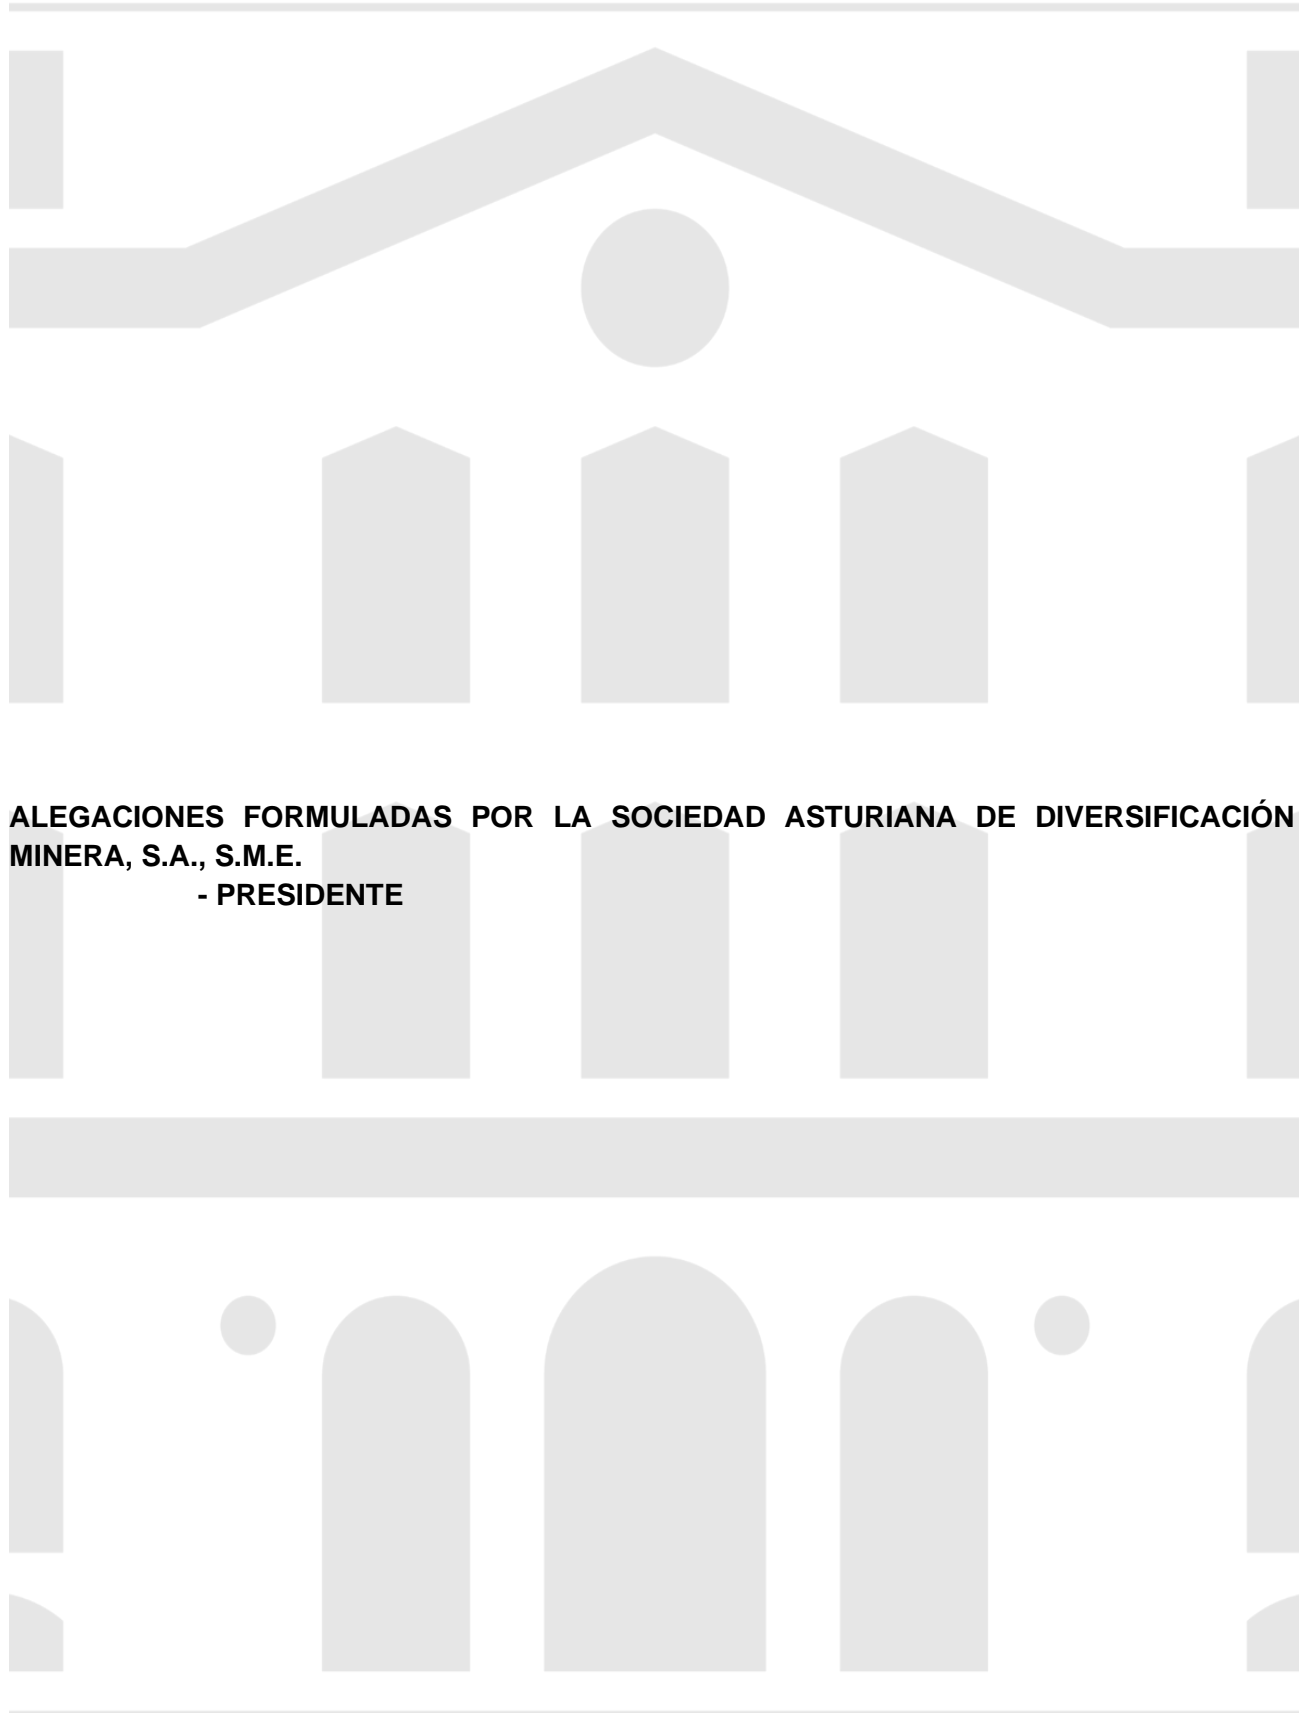 ALEGACIONES FORMULADAS POR LA SOCIEDAD ASTURIANA DE DIVERSIFICACIÓN
MINERA, S.A., S.M.E.
- PRESIDENTE